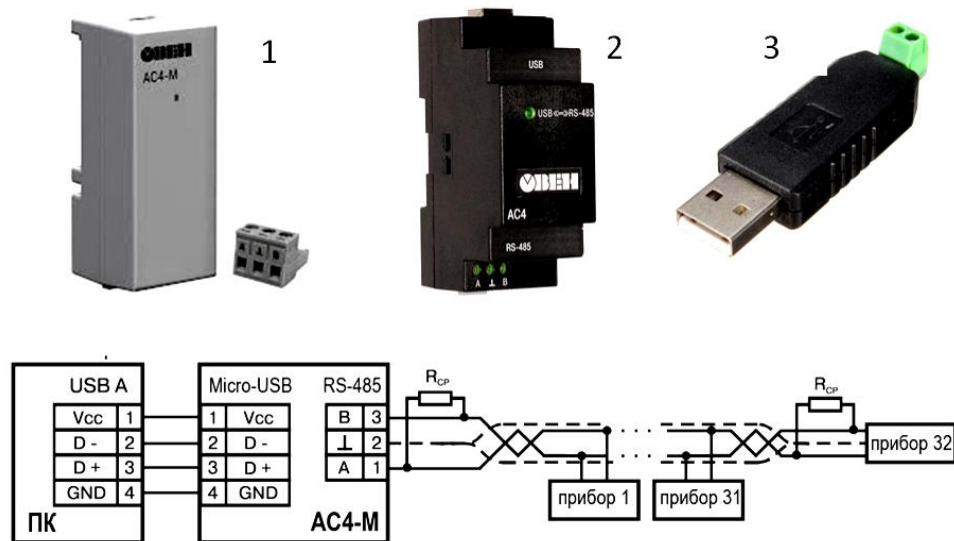 1
ОВЕН
АС4-М
А ⊥ В
2
USB
USB<=>RS-485
ОВЕН
АС4
RS-485
А ⊥ В
3
USB A
Micro-USB RS-485
Rср
Rср
Vcc 1
1 Vcc
B 3
D - 2
2 D -
⊥ 2
D + 3
3 D +
A 1
GND 4
4 GND
ПК
АС4-М
прибор 1
прибор 31
прибор 32